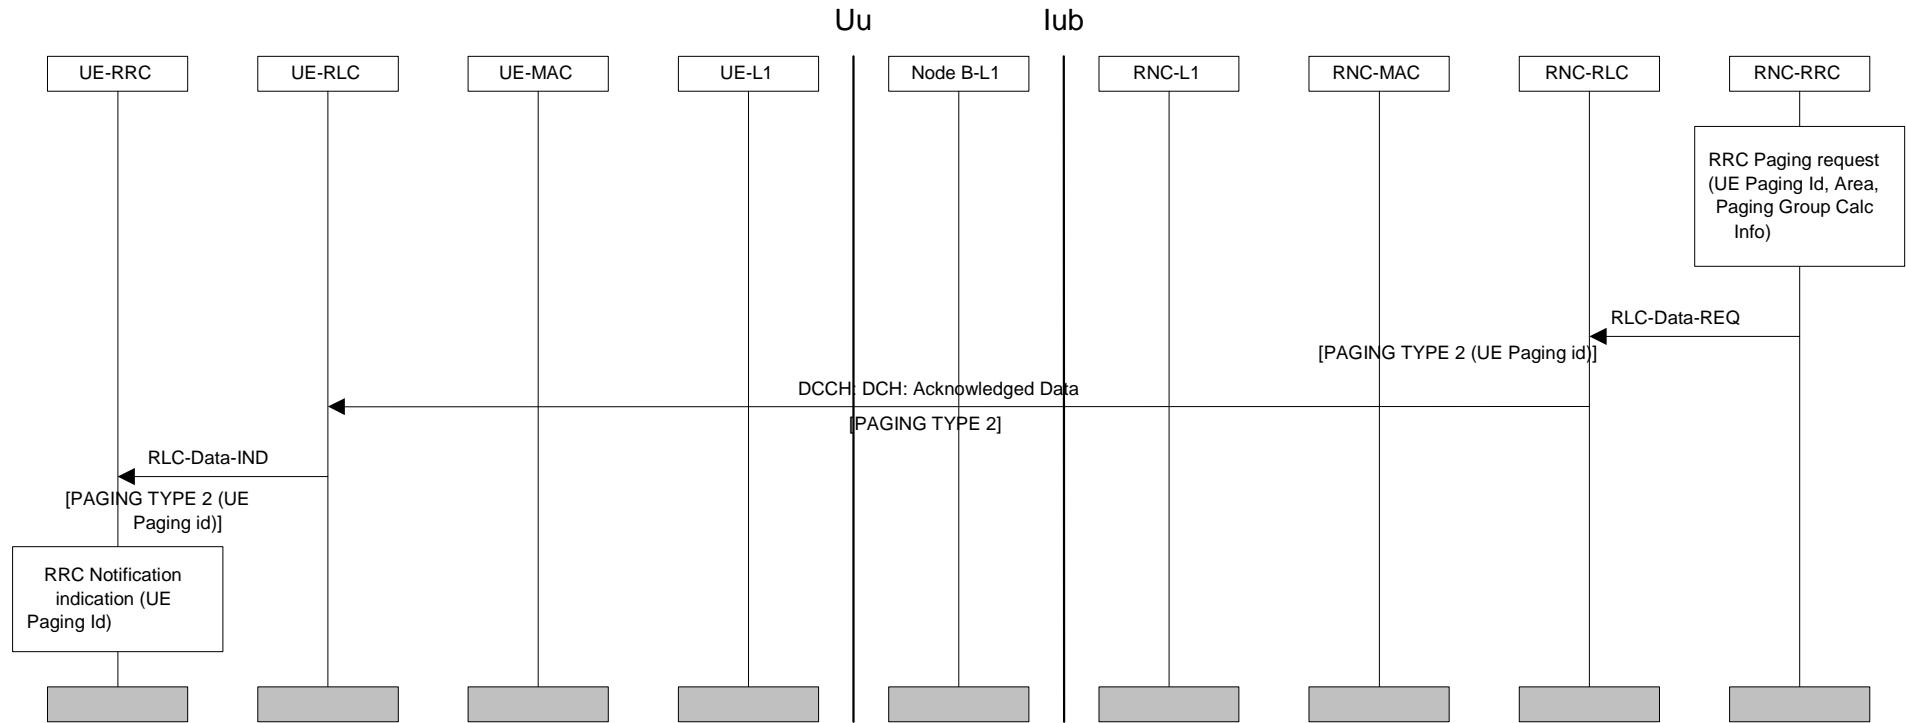 Uu
Iub
UE-RRC
UE-RLC
UE-MAC
UE-L1
Node B-L1
RNC-L1
RNC-MAC
RNC-RLC
RNC-RRC
RRC Paging request
(UE Paging Id, Area,
Paging Group Calc
Info)
RLC-Data-REQ
[PAGING TYPE 2 (UE Paging id)]
DCCH: DCH: Acknowledged Data
[PAGING TYPE 2]
RLC-Data-IND
[PAGING TYPE 2 (UE
Paging id)]
RRC Notification
indication (UE
Paging Id)